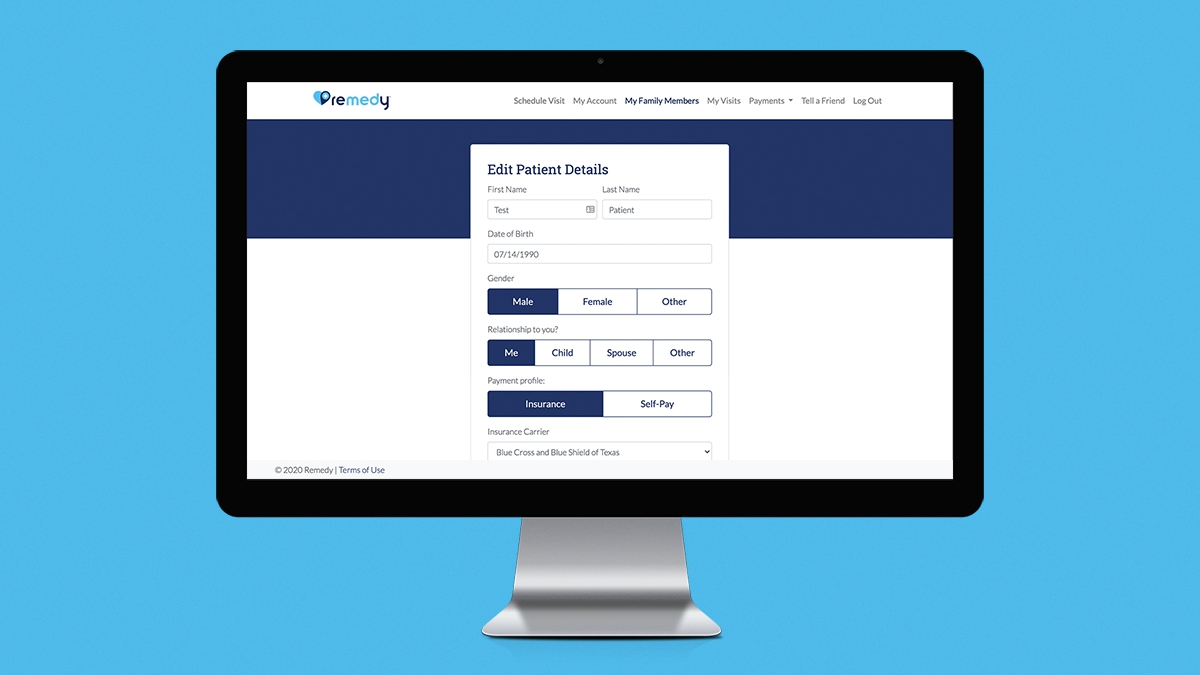 remedy
Schedule Visit My Account My Family Members My Visits Payments Tell a Friend Log Out
Edit Patient Details
First Name Last Name
Test Patient
Date of Birth
07/14/1990
Gender
Male Female Other
Relationship to you?
Me Child Spouse Other
Payment profile:
Insurance Self-Pay
Insurance Carrier
Blue Cross and Blue Shield of Texas
© 2020 Remedy | Terms of Use